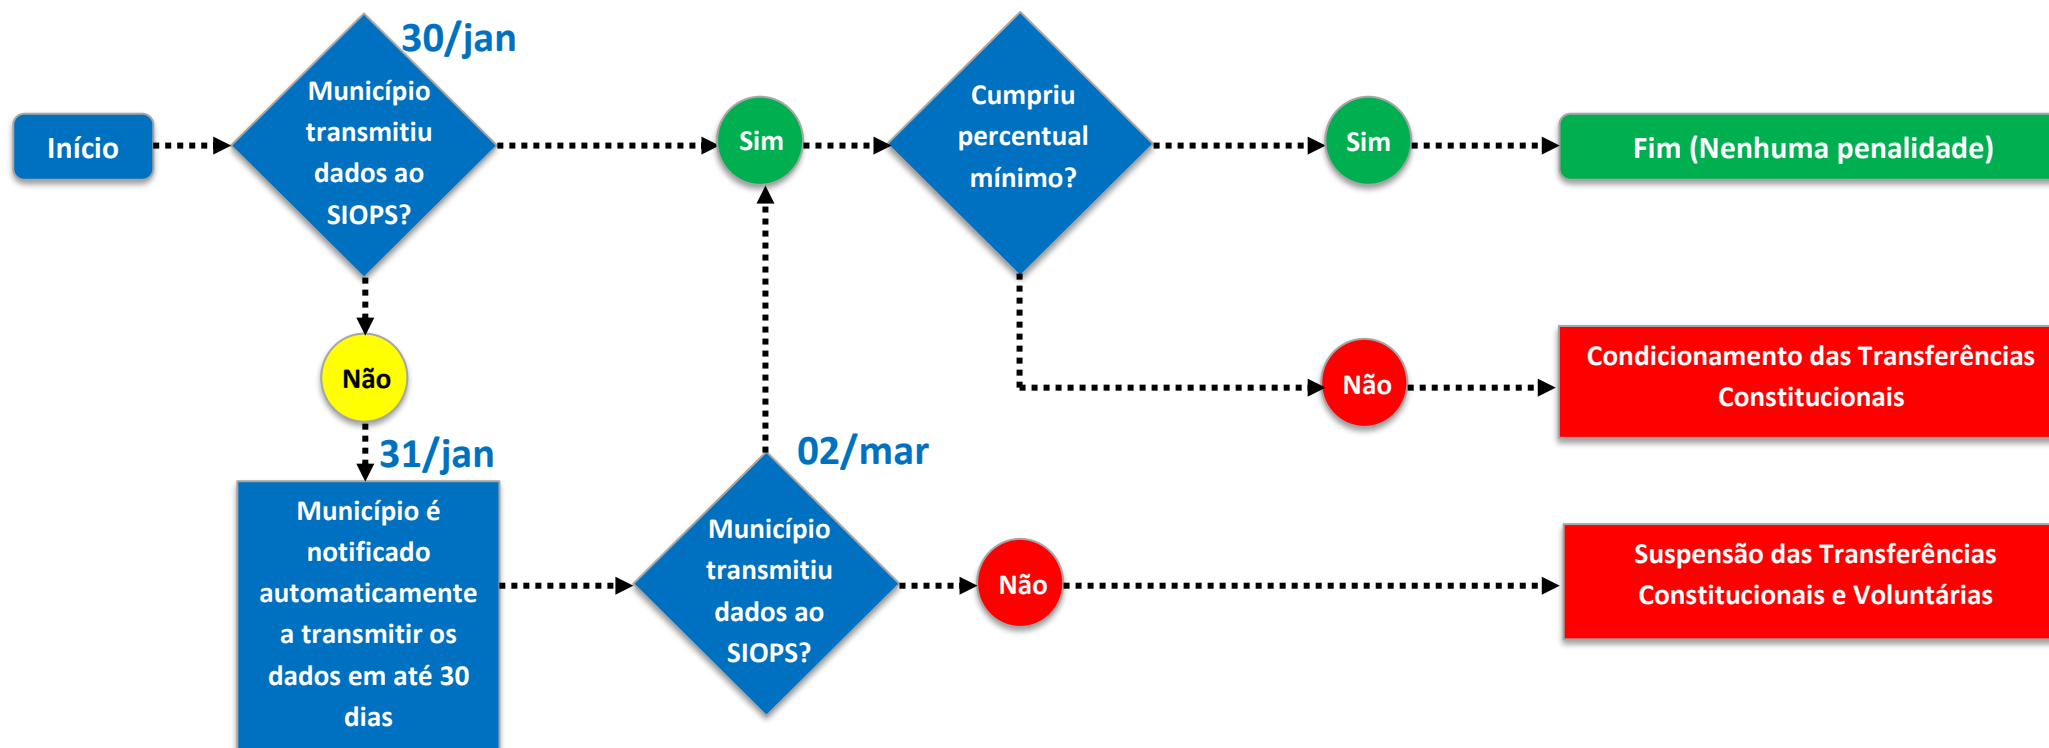 30/jan
Início
Município
transmitiu
dados ao
SIOPS?
Sim
Cumpriu
percentual
mínimo?
Sim
Fim (Nenhuma penalidade)
Não
Não
Condicionamento das Transferências
Constitucionais
31/jan
Município é
notificado
automaticamente
a transmitir os
dados em até 30
dias
02/mar
Município
transmitiu
dados ao
SIOPS?
Não
Suspensão das Transferências
Constitucionais e Voluntárias